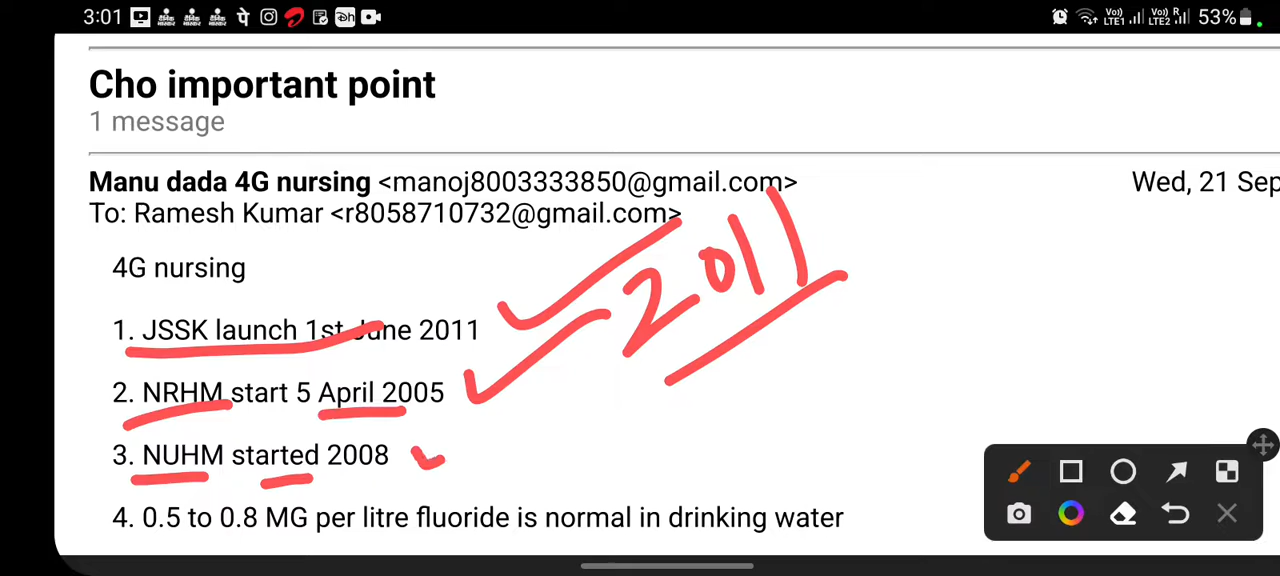 3:01 53%
Cho important point
1 message
Manu dada 4G nursing <manoj8003333850@gmail.com> Wed, 21 Sep
To: Ramesh Kumar <r8058710732@gmail.com>
4G nursing
2011
1. JSSK launch 1st June 2011
2. NRHM start 5 April 2005
3. NUHM started 2008
4. 0.5 to 0.8 MG per litre fluoride is normal in drinking water